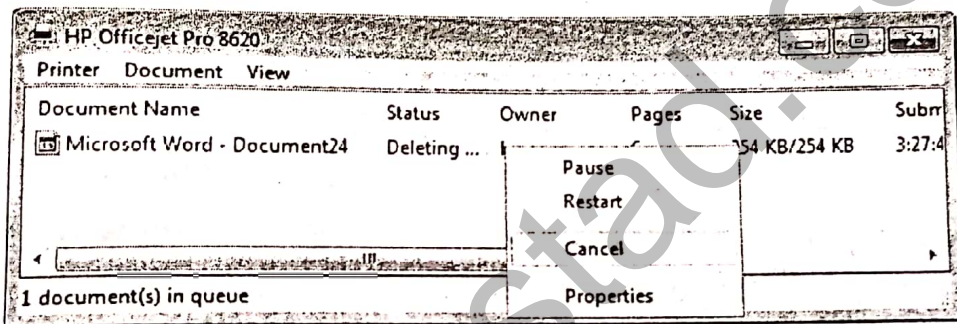 HP Officejet Pro 8620
Printer Document View
Document Name Status Owner Pages Size Subm
Microsoft Word - Document24 Deleting ... 254 KB/254 KB 3:27:4
Pause
Restart
Cancel
Properties
1 document(s) in queue